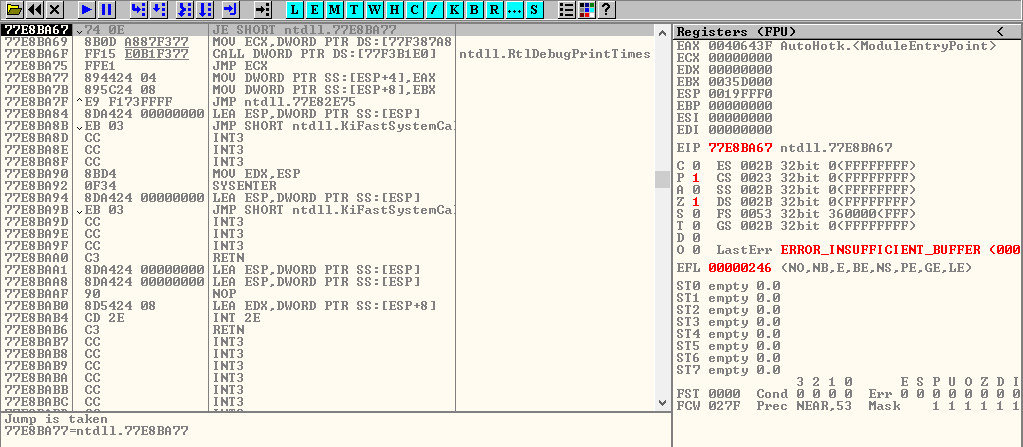 L E M T W H C / K B R ... S ?
77E8BA67 74 0E JE SHORT ntdll.77E8BA77
77E8BA69 8B0D A887F377 MOV ECX,DWORD PTR DS:[77F387A8
77E8BA6F FF15 E0B1F377 CALL DWORD PTR DS:[77F3B1E0] ntdll.RtlDebugPrintTimes
77E8BA75 FFE1 JMP ECX
77E8BA77 894424 04 MOV DWORD PTR SS:[ESP+4],EAX
77E8BA7B 895C24 08 MOV DWORD PTR SS:[ESP+8],EBX
77E8BA7F ^E9 F173FFFF JMP ntdll.77E82E75
77E8BA84 8DA424 00000000 LEA ESP,DWORD PTR SS:[ESP]
77E8BA8B EB 03 JMP SHORT ntdll.KiFastSystemCal
77E8BA8D CC INT3
77E8BA8E CC INT3
77E8BA8F CC INT3
77E8BA90 8BD4 MOV EDX,ESP
77E8BA92 0F34 SYSENTER
77E8BA94 8DA424 00000000 LEA ESP,DWORD PTR SS:[ESP]
77E8BA9B EB 03 JMP SHORT ntdll.KiFastSystemCal
77E8BA9D CC INT3
77E8BA9E CC INT3
77E8BA9F CC INT3
77E8BAA0 C3 RETN
77E8BAA1 8DA424 00000000 LEA ESP,DWORD PTR SS:[ESP]
77E8BAA8 8DA424 00000000 LEA ESP,DWORD PTR SS:[ESP]
77E8BAAF 90 NOP
77E8BAB0 8D5424 08 LEA EDX,DWORD PTR SS:[ESP+8]
77E8BAB4 CD 2E INT 2E
77E8BAB6 C3 RETN
77E8BAB7 CC INT3
77E8BAB8 CC INT3
77E8BAB9 CC INT3
77E8BABA CC INT3
77E8BABB CC INT3
77E8BABC CC INT3
Jump is taken
77E8BA77=ntdll.77E8BA77
Registers (FPU) <
EAX 0040643F AutoHotk.<ModuleEntryPoint>
ECX 00000000
EDX 00000000
EBX 0035D000
ESP 0019FFF0
EBP 00000000
ESI 00000000
EDI 00000000
EIP 77E8BA67 ntdll.77E8BA67
C 0 ES 002B 32bit 0(FFFFFFFF)
P 1 CS 0023 32bit 0(FFFFFFFF)
A 0 SS 002B 32bit 0(FFFFFFFF)
Z 1 DS 002B 32bit 0(FFFFFFFF)
S 0 FS 0053 32bit 360000(FFF)
T 0 GS 002B 32bit 0(FFFFFFFF)
D 0
O 0 LastErr ERROR_INSUFFICIENT_BUFFER (000
EFL 00000246 (NO,NB,E,BE,NS,PE,GE,LE)
ST0 empty 0.0
ST1 empty 0.0
ST2 empty 0.0
ST3 empty 0.0
ST4 empty 0.0
ST5 empty 0.0
ST6 empty 0.0
ST7 empty 0.0
3 2 1 0 E S P U O Z D I
FST 0000 Cond 0 0 0 0 Err 0 0 0 0 0 0 0 0
FCW 027F Prec NEAR,53 Mask 1 1 1 1 1 1